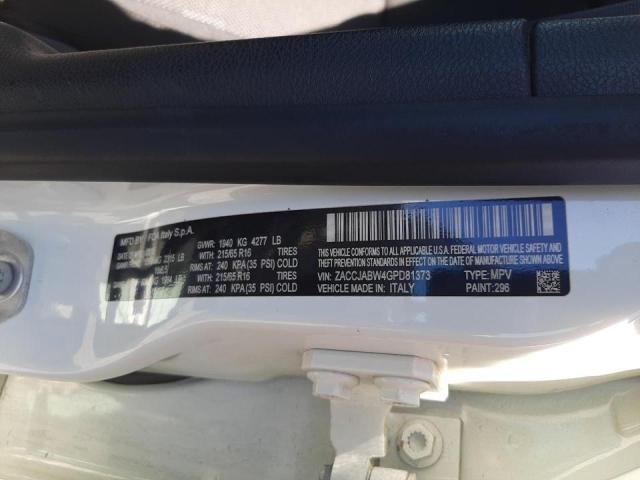 MFD BY FCA Italy S.p.A.
GVWR: 1940 KG 4277 LB
WITH: 215/65 R16 TIRES
RIMS AT: 240 KPA(35 PSI) COLD
WITH: 215/65 R16 TIRES
RIMS AT: 240 KPA (35 PSI) COLD
THIS VEHICLE CONFORMS TO ALL APPLICABLE U.S.A. FEDERAL MOTOR VEHICLE SAFETY,
THEFT PREVENTION STANDARDS IN EFFECT ON THE DATE OF MANUFACTURE SHOWN ABOVE
VIN: ZACCJABW4GPD81373 TYPE: MPV
VEHICLE MADE IN: ITALY PAINT: 296